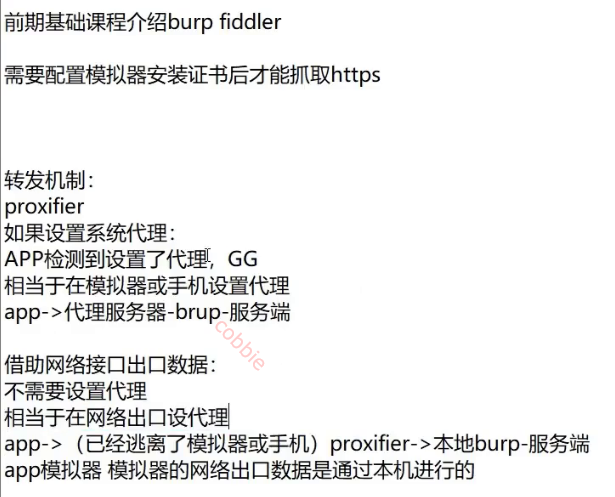 前期基础课程介绍burp fiddler
需要配置模拟器安装证书后才能抓取https
转发机制：
proxifier
如果设置系统代理：
APP检测到设置了代理，GG
相当于在模拟器或手机设置代理
app->代理服务器-brup-服务端
cobbie
借助网络接口出口数据：
不需要设置代理
相当于在网络出口设代理
app->（已经逃离了模拟器或手机）proxifier->本地burp-服务端
app模拟器 模拟器的网络出口数据是通过本机进行的